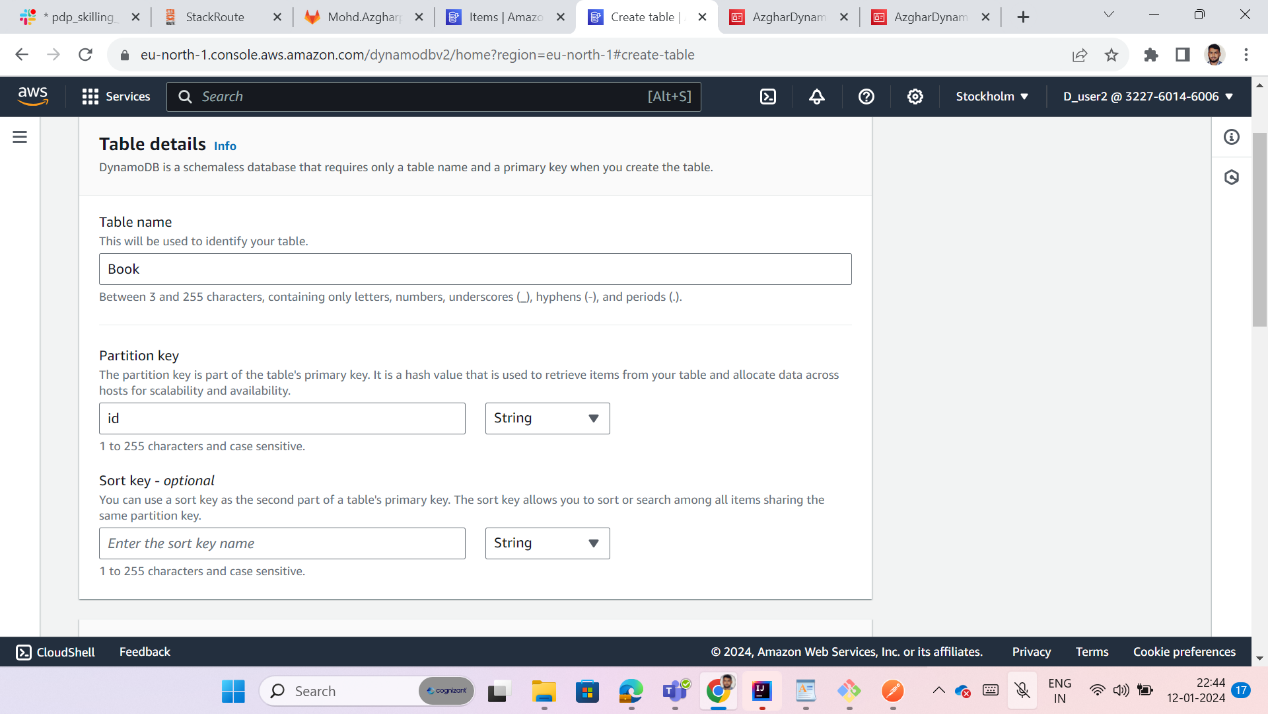 * pdp_skilling_
StackRoute
Mohd.Azghar
Items | Amazo
Create table |
AzgharDynam
AzgharDynam
eu-north-1.console.aws.amazon.com/dynamodbv2/home?region=eu-north-1#create-table
aws
Services
Search
[Alt+S]
Stockholm
D_user2 @ 3227-6014-6006
Table details Info
DynamoDB is a schemaless database that requires only a table name and a primary key when you create the table.
Table name
This will be used to identify your table.
Book
Between 3 and 255 characters, containing only letters, numbers, underscores (_), hyphens (-), and periods (.).
Partition key
The partition key is part of the table's primary key. It is a hash value that is used to retrieve items from your table and allocate data across
hosts for scalability and availability.
id
String
1 to 255 characters and case sensitive.
Sort key - optional
You can use a sort key as the second part of a table's primary key. The sort key allows you to sort or search among all items sharing the
same partition key.
Enter the sort key name
String
1 to 255 characters and case sensitive.
CloudShell
Feedback
© 2024, Amazon Web Services, Inc. or its affiliates.
Privacy
Terms
Cookie preferences
Search
cognizant
ENG
IN
22:44
12-01-2024
17